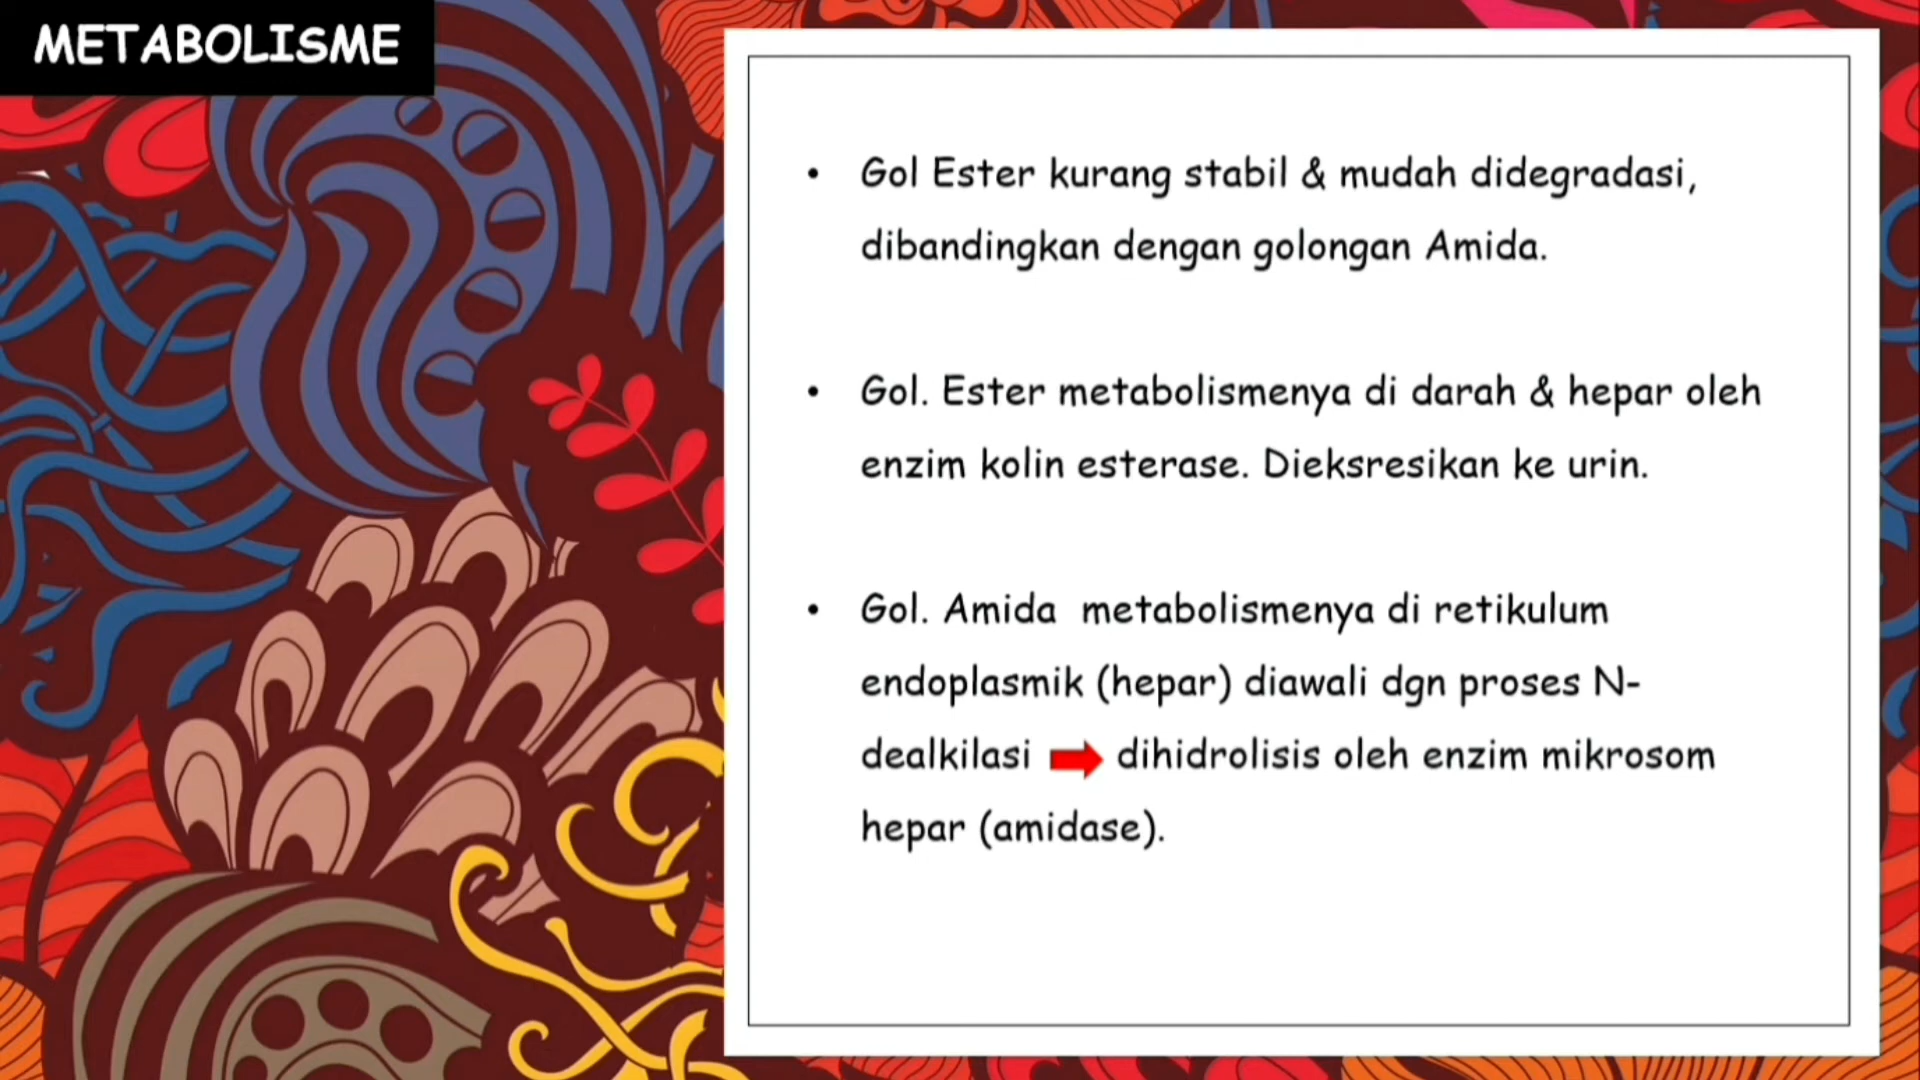 METABOLISME
• Gol Ester kurang stabil & mudah didegradasi,
dibandingkan dengan golongan Amida.
• Gol. Ester metabolismenya di darah & hepar oleh
enzim kolin esterase. Dieksresikan ke urin.
• Gol. Amida metabolismenya di retikulum
endoplasmik (hepar) diawali dgn proses N-
dealkilasi ➡ dihidrolisis oleh enzim mikrosom
hepar (amidase).